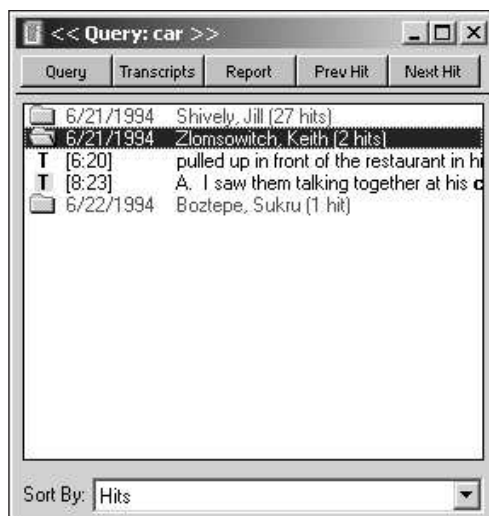 << Query: car >>
Query Transcripts Report Prev Hit Next Hit
6/21/1994 Shively, Jill (27 hits)
6/21/1994 Zlomsowitch, Keith (2 hits)
T [6:20] pulled up in front of the restaurant in hi
T [8:23] A. I saw them talking together at his c
6/22/1994 Boztepe, Sukru (1 hit)
Sort By: Hits